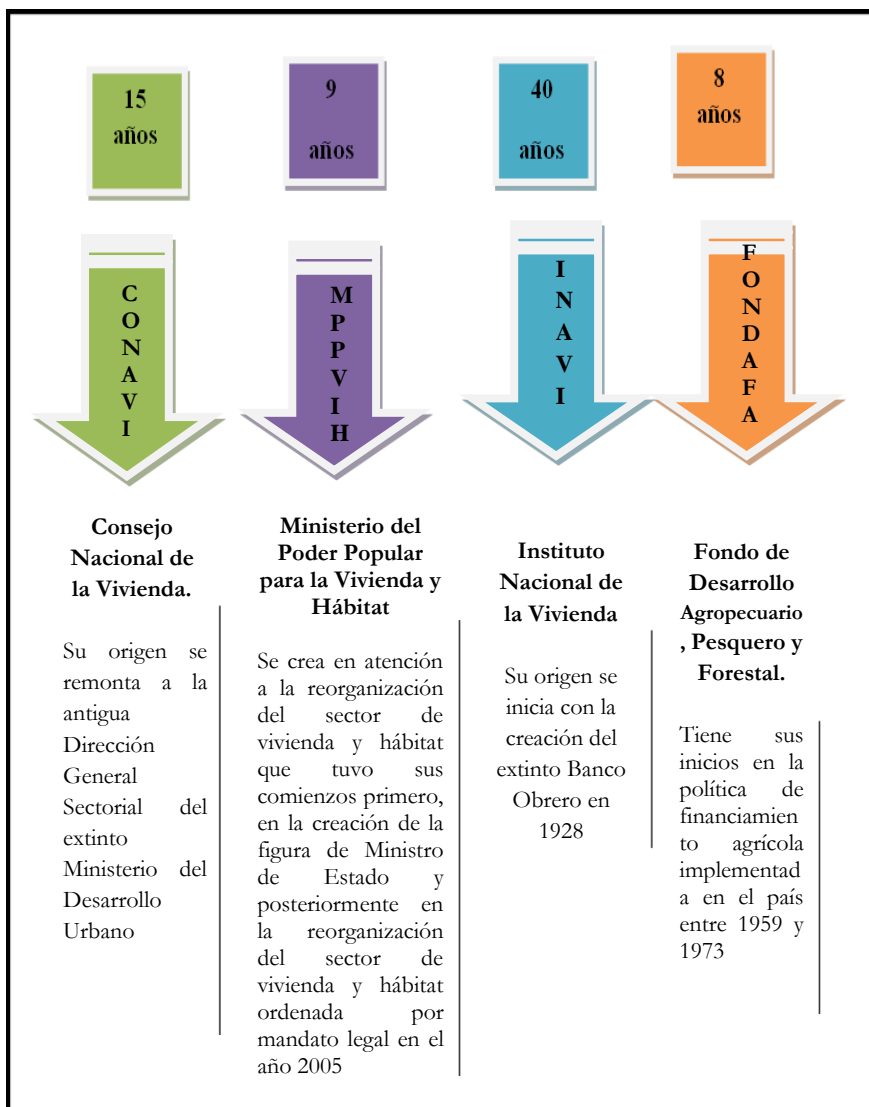 15
años
9
años
40
años
8
años
CONAVI
MPPVIH
INAVI
FONDAFA
Consejo
Nacional de
la Vivienda.
Su origen se
remonta a la
antigua
Dirección
General
Sectorial del
extinto
Ministerio del
Desarrollo
Urbano
Ministerio del
Poder Popular
para la Vivienda y
Hábitat
Se crea en atención
a la reorganización
del sector de
vivienda y hábitat
que tuvo sus
comienzos primero,
en la creación de la
figura de Ministro
de Estado y
posteriormente en
la reorganización
del sector de
vivienda y hábitat
ordenada por
mandato legal en el
año 2005
Instituto
Nacional de
la Vivienda
Su origen se
inicia con la
creación del
extinto Banco
Obrero en
1928
Fondo de
Desarrollo
Agropecuario
, Pesquero y
Forestal.
Tiene sus
inicios en la
política de
financiamien
to agrícola
implementad
a en el país
entre 1959 y
1973